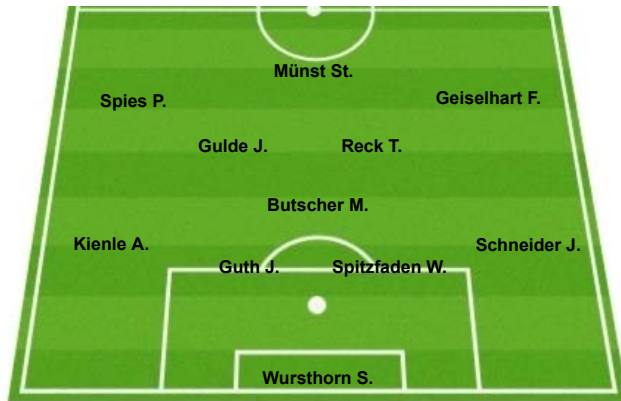 Münst St.
Spies P.
Geiselhart F.
Gulde J.
Reck T.
Butscher M.
Kienle A.
Schneider J.
Guth J.
Spitzfaden W.
Wursthorn S.